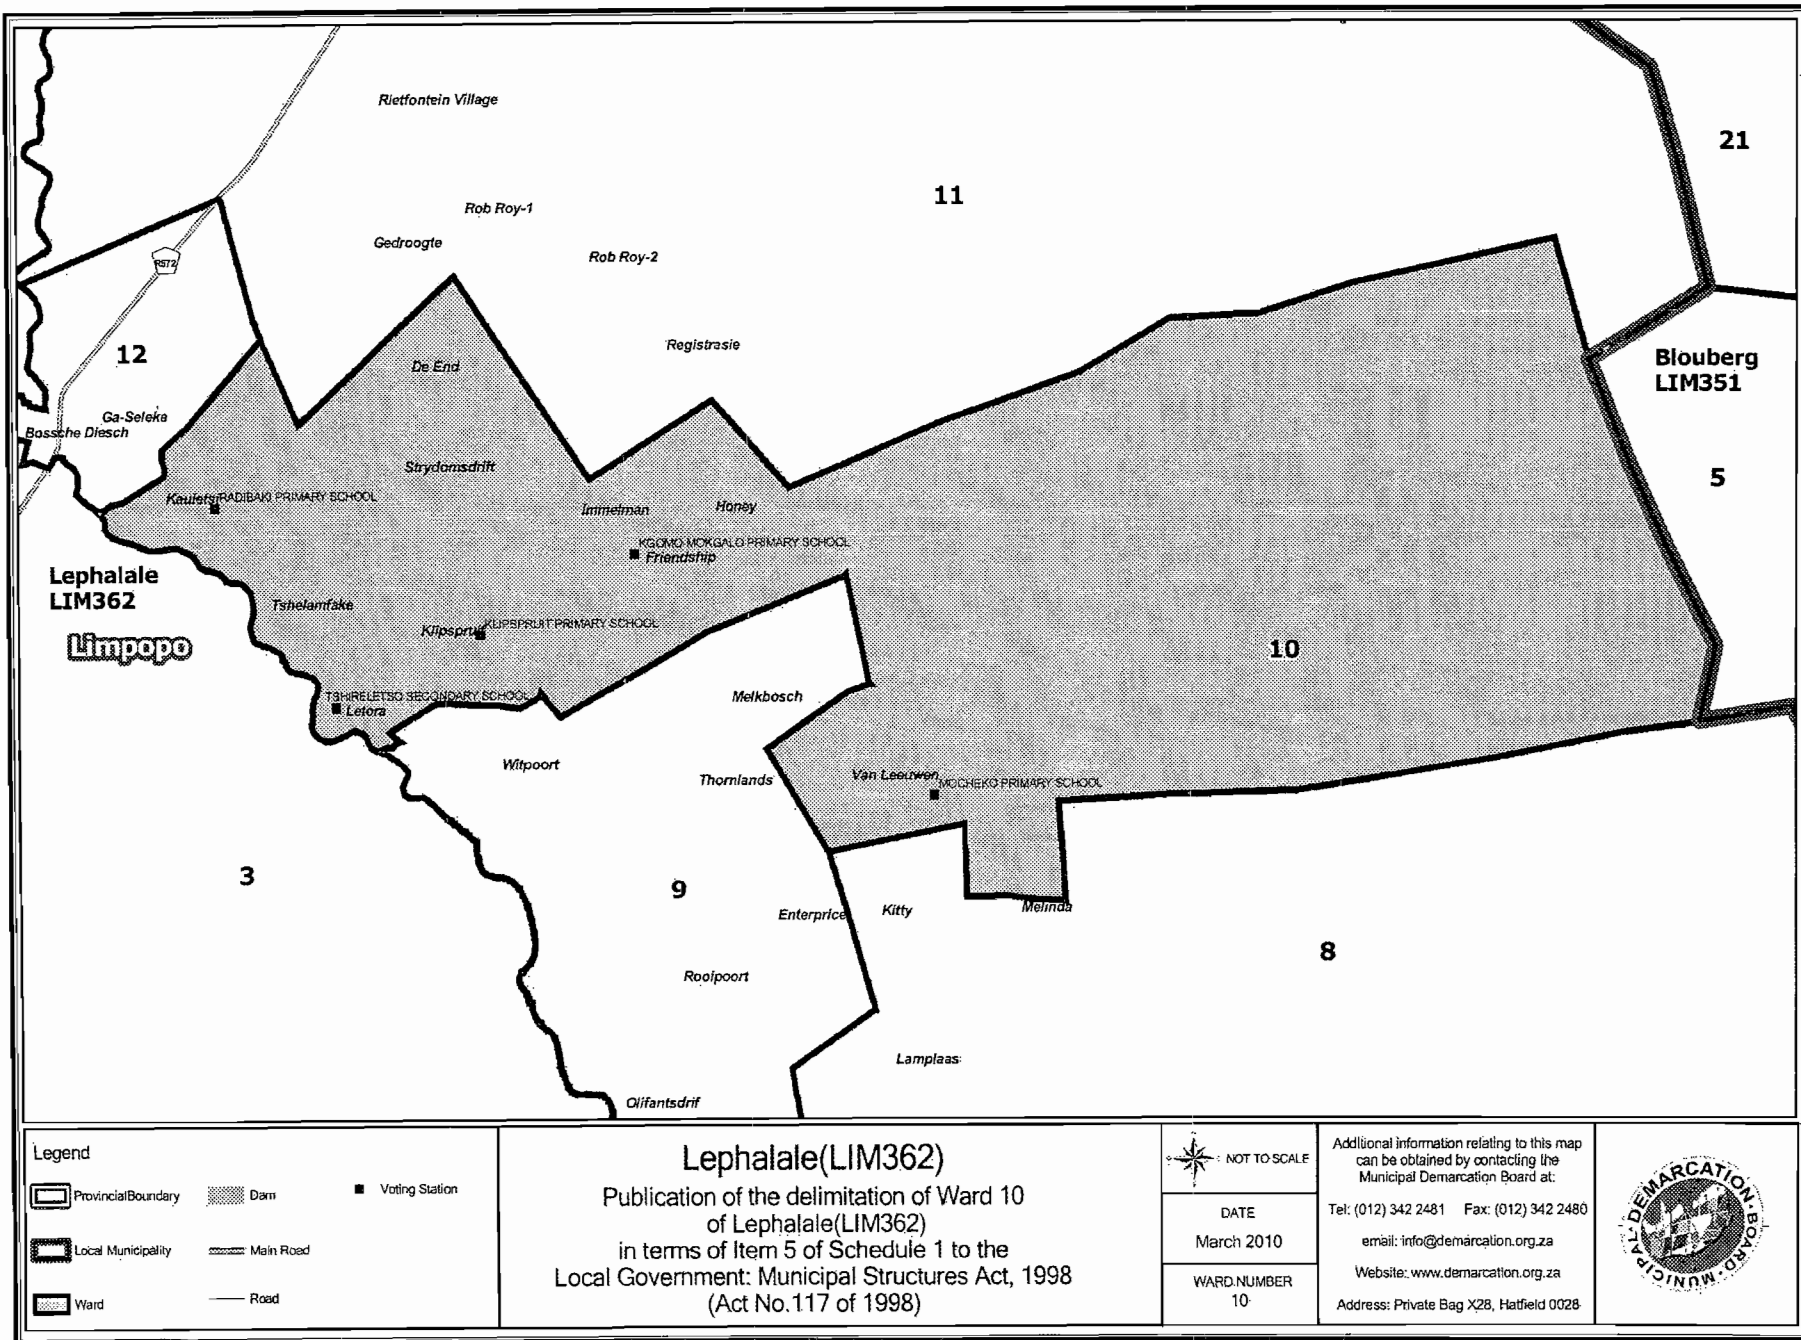 Rietfontein Village
21
11
Rob Roy-1
Gedroogte
Rob Roy-2
R572
Registrasie
12
De End
Blouberg
LIM351
Ga-Seleka
Bossche Diesch
Strydomsdrift
5
RADIBAKI PRIMARY SCHOOL
Immelman
Honey
KGOMO MOKGALO PRIMARY SCHOOL
Friendship
Lephalale
LIM362
Tshelamfake
Limpopo
Klipspruit
KLIPSPRUIT PRIMARY SCHOOL
10
TSHIRELETSO SECONDARY SCHOOL
Letora
Melkbosch
Witpoort
Thornlands
Van Leeuwen
MOCHEKO PRIMARY SCHOOL
3
9
Enterprice
Kitty
Melinda
8
Rooipoort
Lamplaas
Olifantsdrif
Legend
ProvincialBoundary
Dam
Voting Station
Local Municipality
Main Road
Ward
Road
Lephalale(LIM362)
Publication of the delimitation of Ward 10
of Lephalale(LIM362)
in terms of Item 5 of Schedule 1 to the
Local Government: Municipal Structures Act, 1998
(Act No.117 of 1998)
NOT TO SCALE
DATE
March 2010
WARD NUMBER
10
Additional information relating to this map
can be obtained by contacting the
Municipal Demarcation Board at:
Tel: (012) 342 2481 Fax: (012) 342 2480
email: info@demarcation.org.za
Website: www.demarcation.org.za
Address: Private Bag X28, Hatfield 0028
MUNICIPAL DEMARCATION BOARD